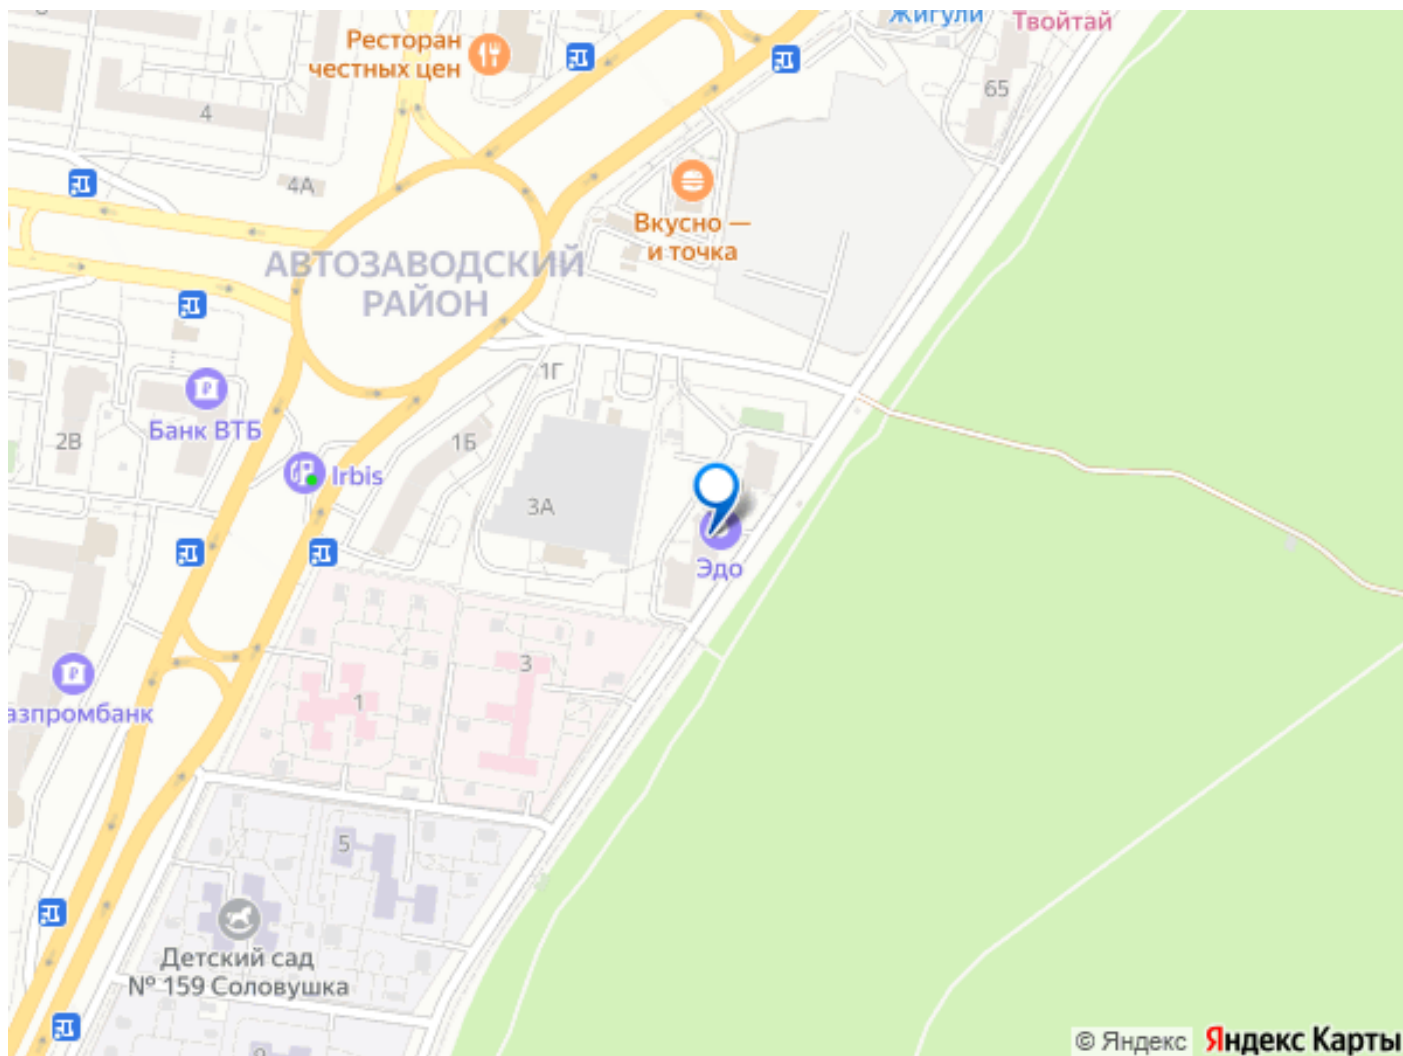 Жигули
Твойтай
Ресторан
честных цен
65
4
4А
Вкусно —
и точка
АВТОЗАВОДСКИЙ
РАЙОН
1Г
Банк ВТБ
2В
1Б
Irbis
3А
Эдо
3
1
азпромбанк
5
Детский сад
№ 159 Соловушка
© Яндекс
Яндекс Карты